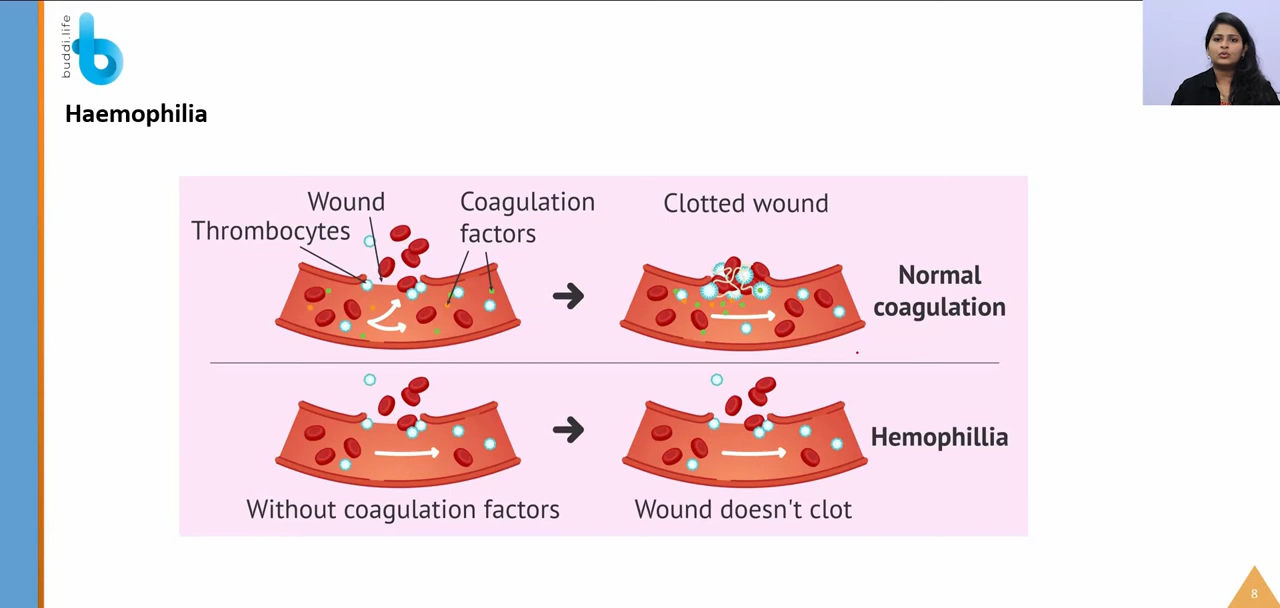 buddi.life
Haemophilia
Wound
Thrombocytes
Coagulation
factors
Clotted wound
Normal
coagulation
Hemophillia
Without coagulation factors
Wound doesn't clot
8